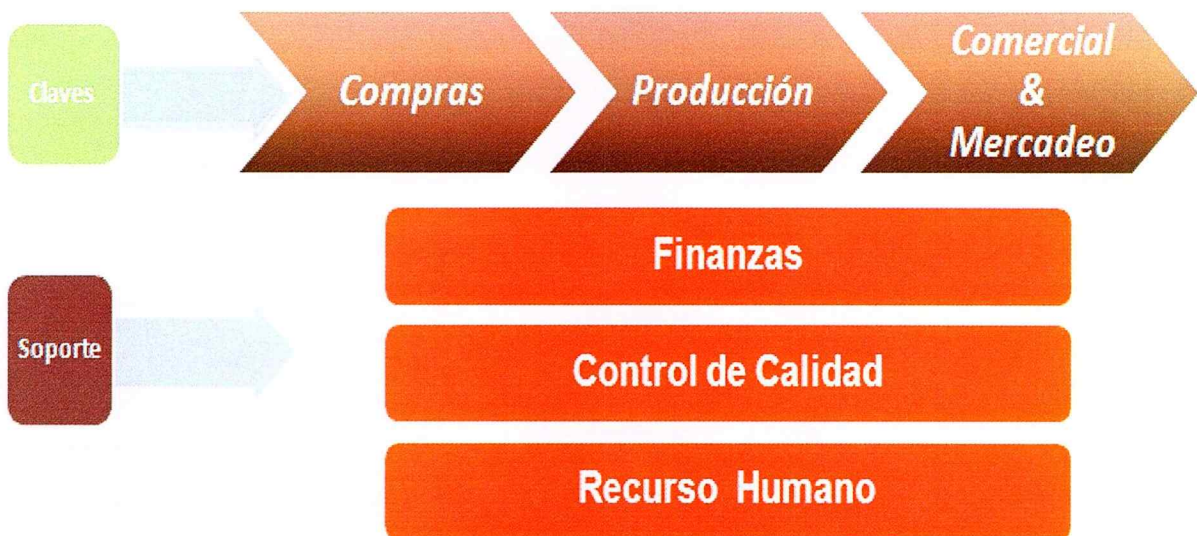 Claves
Compras
Producción
Comercial
&
Mercadeo
Finanzas
Soporte
Control de Calidad
Recurso Humano